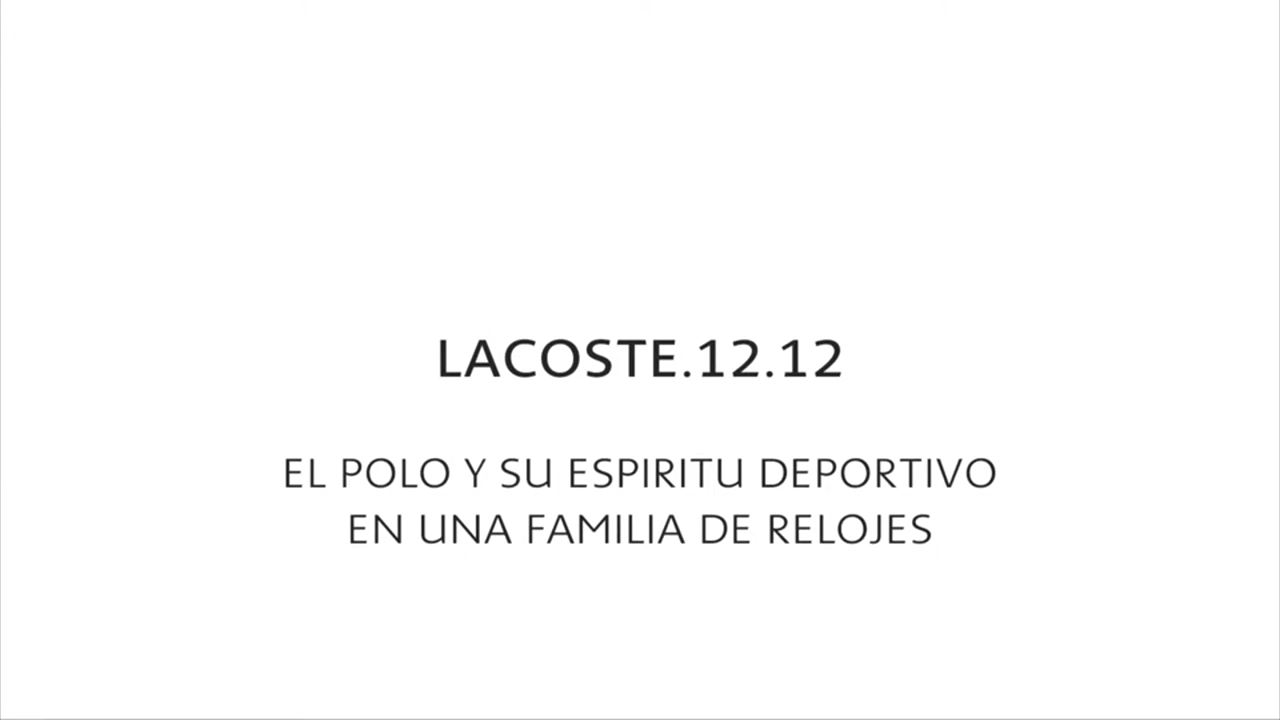 LACOSTE.12.12
EL POLO Y SU ESPIRITU DEPORTIVO
EN UNA FAMILIA DE RELOJES